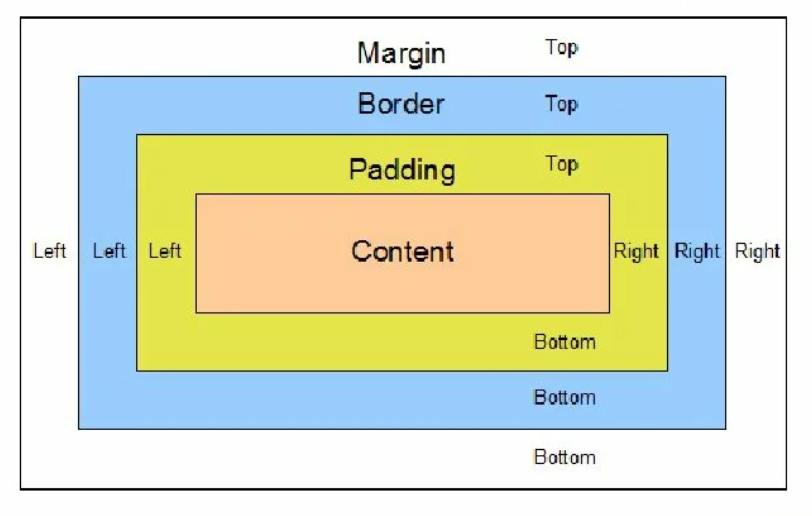 Margin Top
Border Top
Padding Top
Left Left Left Content Right Right Right
Bottom
Bottom
Bottom